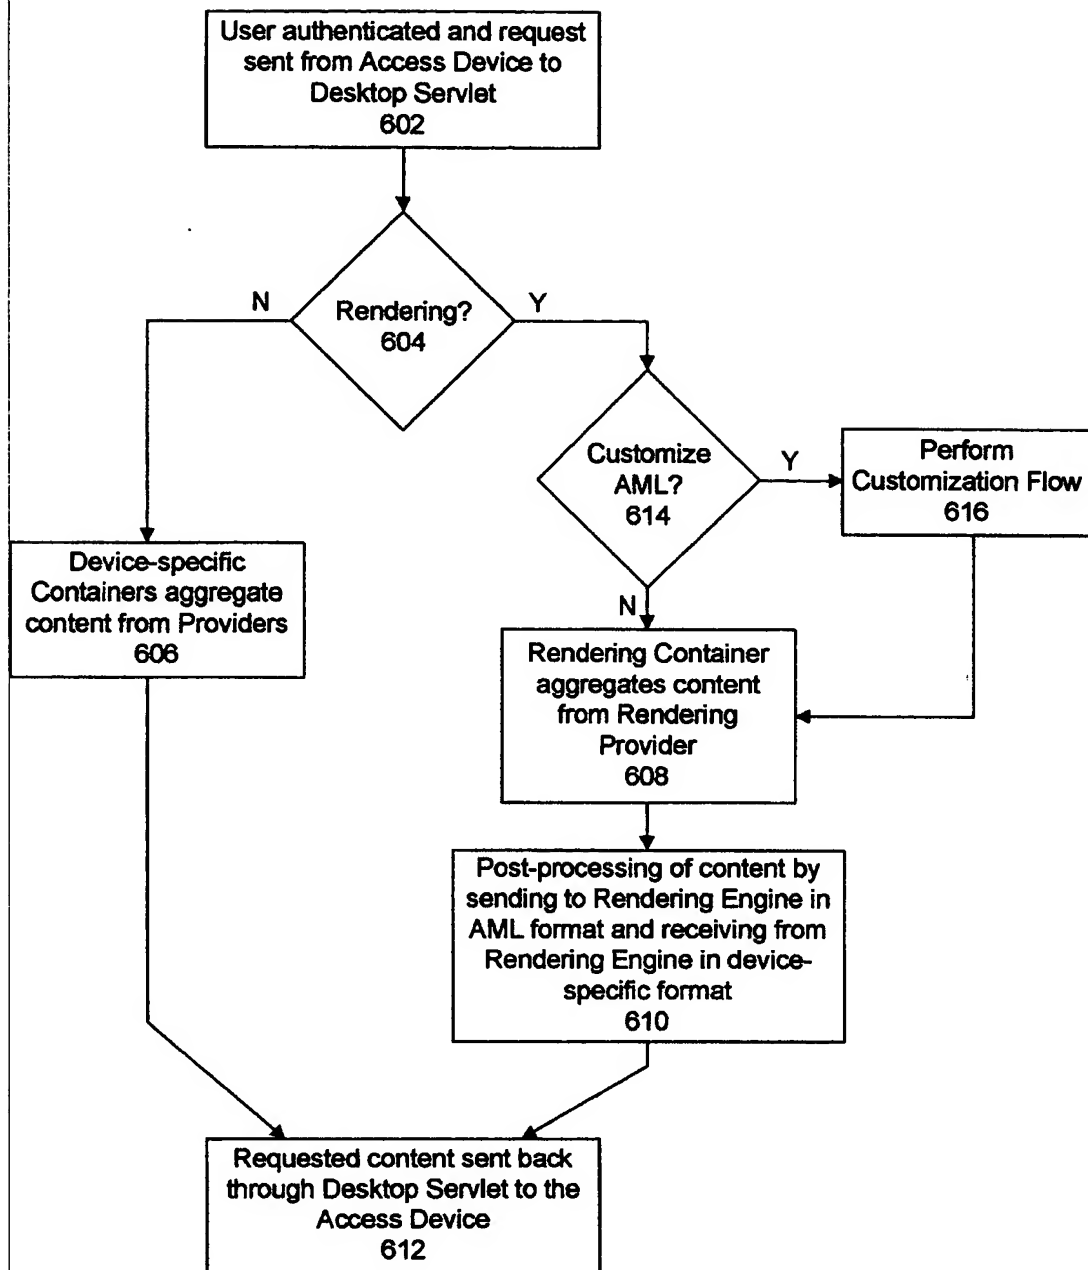 User authenticated and request
sent from Access Device to
Desktop Servlet
602
N
Rendering?
604
Y
Customize
AML?
614
Y
Perform
Customization Flow
616
Device-specific
Containers aggregate
content from Providers
606
N
Rendering Container
aggregates content
from Rendering
Provider
608
Post-processing of content by
sending to Rendering Engine in
AML format and receiving from
Rendering Engine in device-
specific format
610
Requested content sent back
through Desktop Servlet to the
Access Device
612